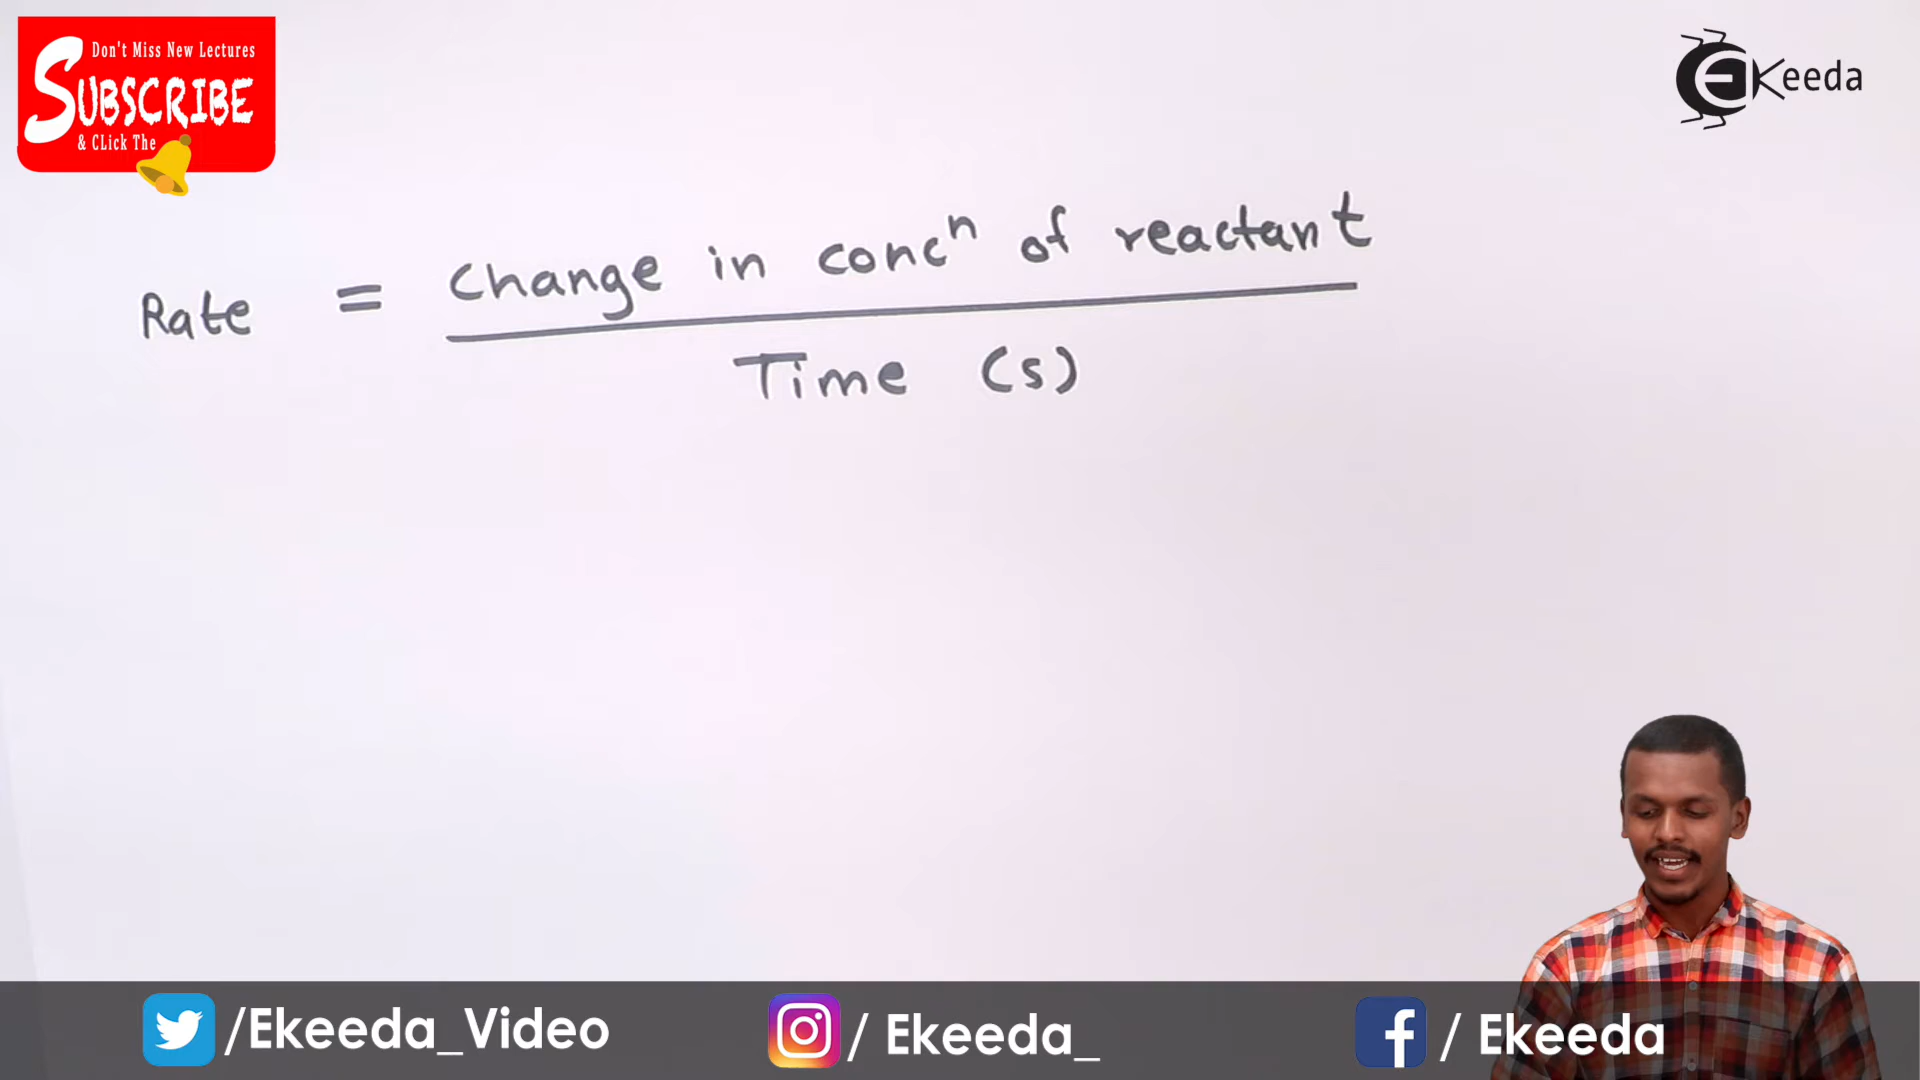 Don't Miss New Lectures
SUBSCRIBE
& CLick The
Ekeeda
Rate = Change in concⁿ of reactant
Time (s)
/Ekeeda_Video
/ Ekeeda_
/ Ekeeda